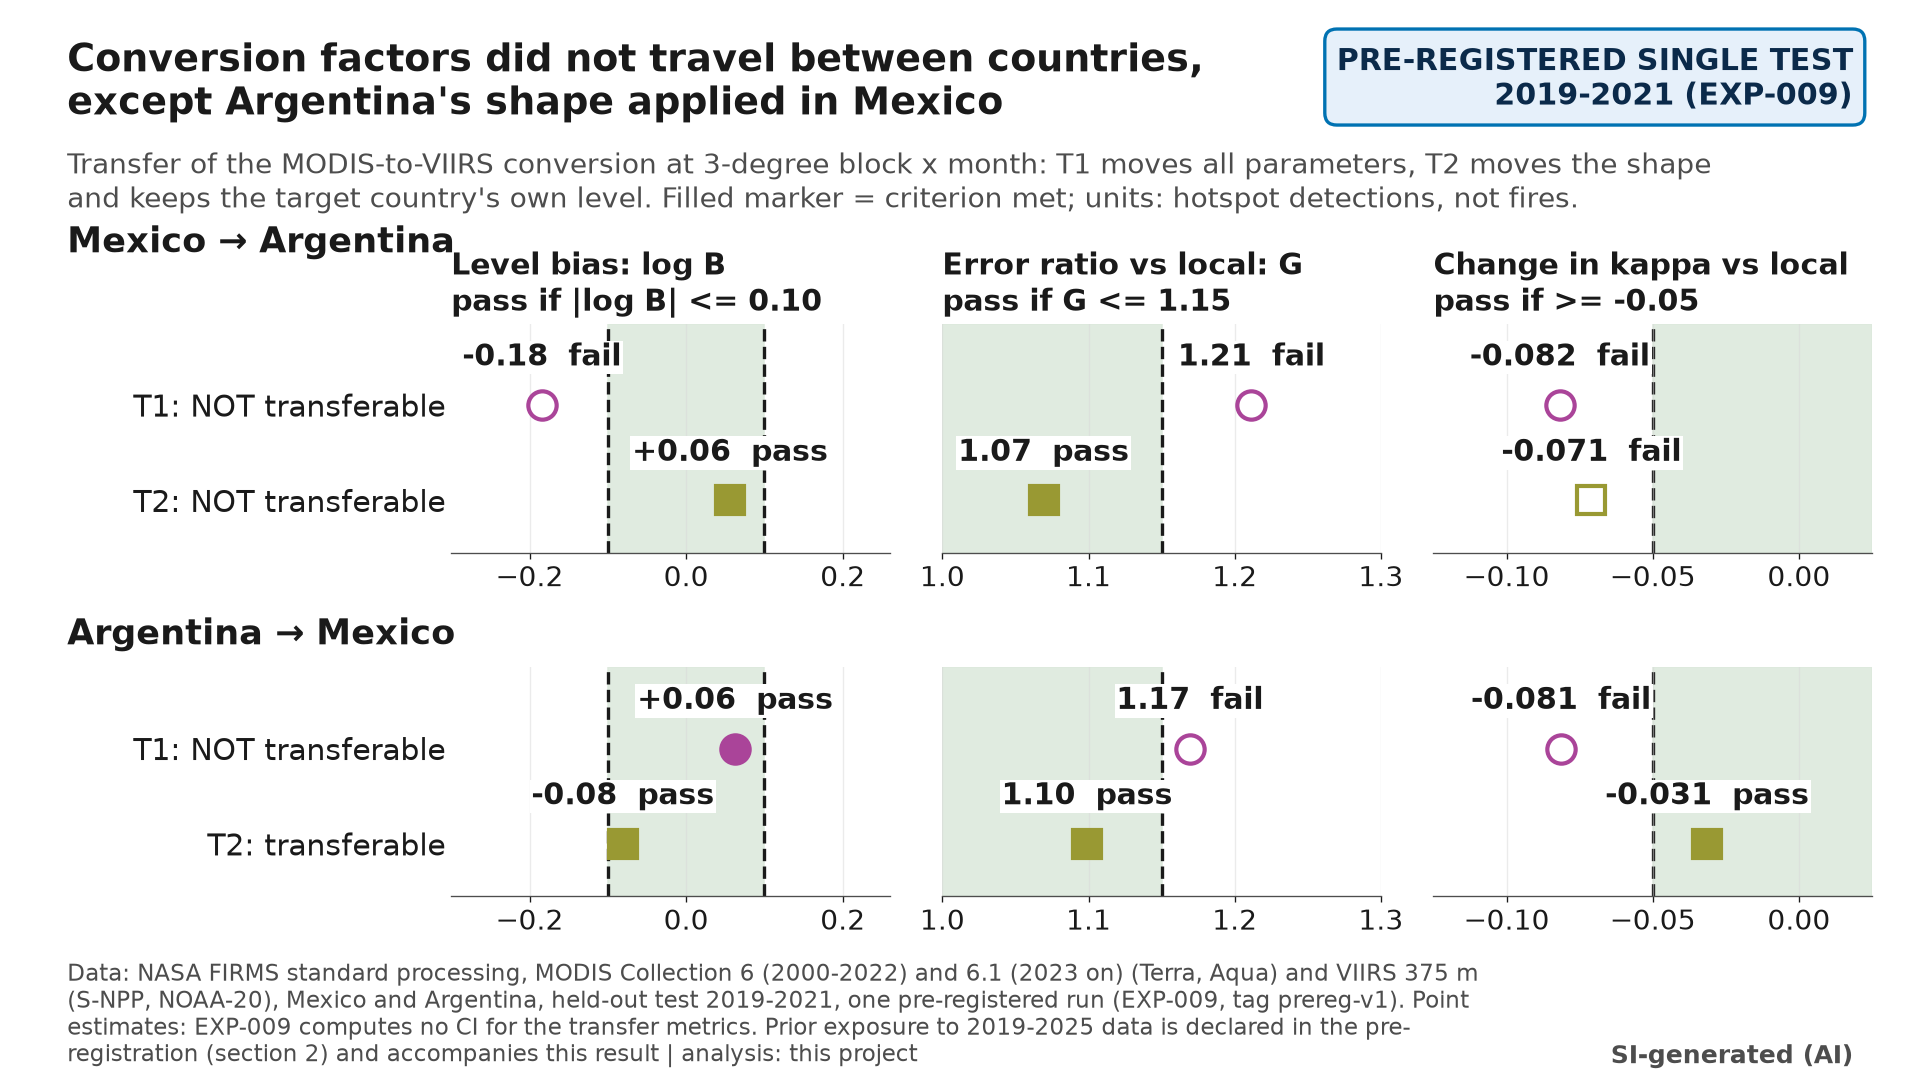 Conversion factors did not travel between countries,
except Argentina's shape applied in Mexico
PRE-REGISTERED SINGLE TEST
2019-2021 (EXP-009)
Transfer of the MODIS-to-VIIRS conversion at 3-degree block x month: T1 moves all parameters, T2 moves the shape
and keeps the target country's own level. Filled marker = criterion met; units: hotspot detections, not fires.
Mexico → Argentina
Level bias: log B
pass if |log B| <= 0.10
Error ratio vs local: G
pass if G <= 1.15
Change in kappa vs local
pass if >= -0.05
-0.18 fail
1.21 fail
-0.082 fail
T1: NOT transferable
+0.06 pass
1.07 pass
-0.071 fail
T2: NOT transferable
−0.2 0.0 0.2
1.0 1.1 1.2 1.3
−0.10 −0.05 0.00
Argentina → Mexico
+0.06 pass
1.17 fail
-0.081 fail
T1: NOT transferable
-0.08 pass
1.10 pass
-0.031 pass
T2: transferable
−0.2 0.0 0.2
1.0 1.1 1.2 1.3
−0.10 −0.05 0.00
Data: NASA FIRMS standard processing, MODIS Collection 6 (2000-2022) and 6.1 (2023 on) (Terra, Aqua) and VIIRS 375 m
(S-NPP, NOAA-20), Mexico and Argentina, held-out test 2019-2021, one pre-registered run (EXP-009, tag prereg-v1). Point
estimates: EXP-009 computes no CI for the transfer metrics. Prior exposure to 2019-2025 data is declared in the pre-
registration (section 2) and accompanies this result | analysis: this project
SI-generated (AI)